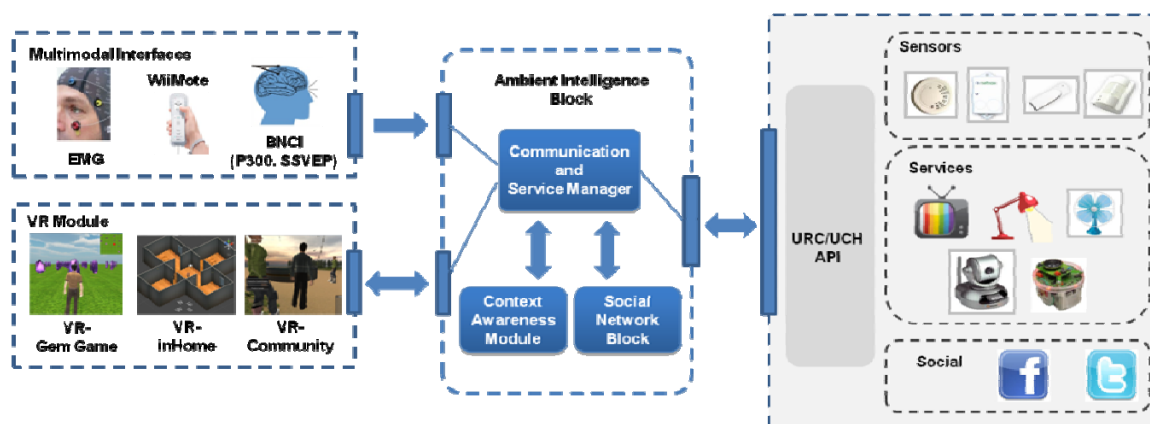 Multimodal Interfaces
WiiMote
EMG
BNCI
(P300. SSVEP)
VR Module
VR-
Gem Game
VR-
inHome
VR-
Community
Ambient Intelligence
Block
Communication
and
Service Manager
Context
Awareness
Module
Social
Network
Block
URC/UCH
API
Sensors
Services
Social
f
t